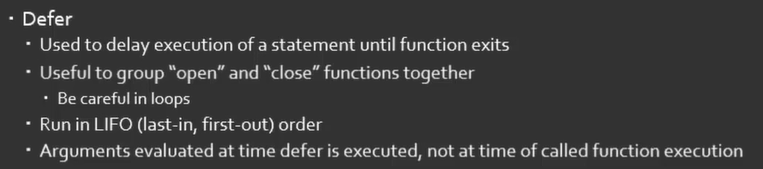 • Defer
• Used to delay execution of a statement until function exits
• Useful to group “open” and “close” functions together
• Be careful in loops
• Run in LIFO (last-in, first-out) order
• Arguments evaluated at time defer is executed, not at time of called function execution